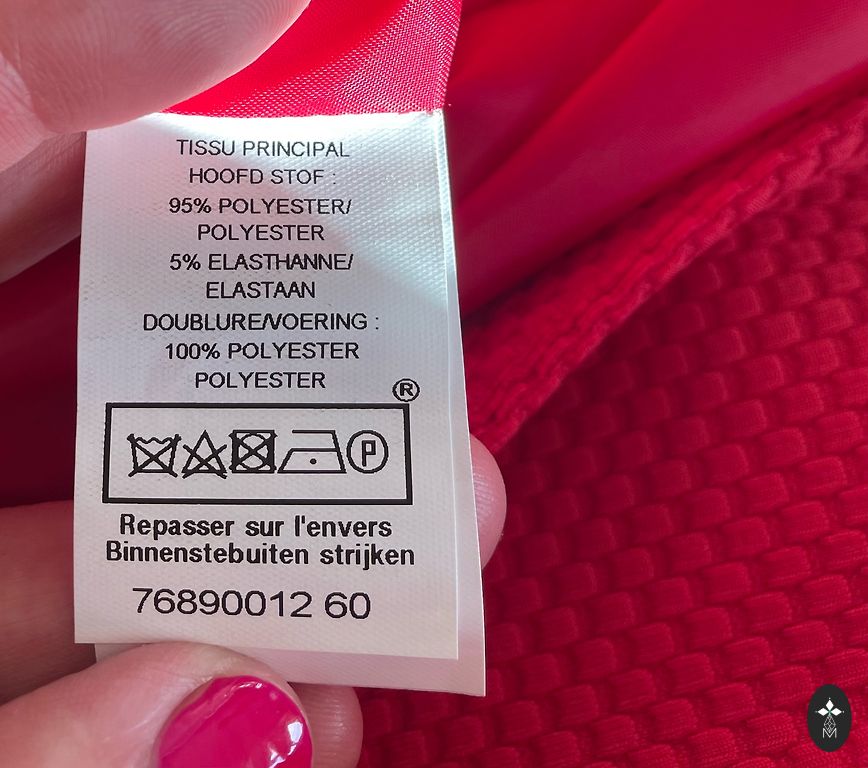 TISSU PRINCIPAL
HOOFD STOF :
95% POLYESTER/
POLYESTER
5% ELASTHANNE/
ELASTAAN
DOUBLURE/VOERING :
100% POLYESTER
POLYESTER
®
P
Repasser sur l'envers
Binnenstebuiten strijken
76890012 60
M